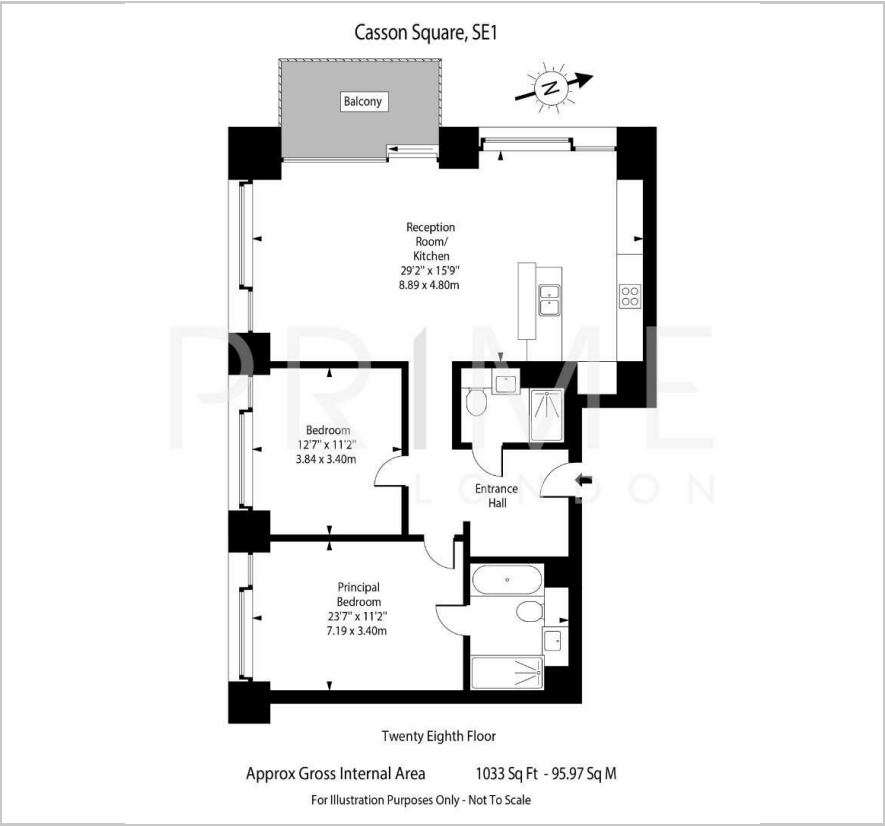 Casson Square, SE1
Balcony
N
Reception
Room/
Kitchen
29'2" x 15'9"
8.89 x 4.80m
PRIME
LONDON
Bedroom
12'7" x 11'2"
3.84 x 3.40m
Entrance
Hall
Principal
Bedroom
23'7" x 11'2"
7.19 x 3.40m
Twenty Eighth Floor
Approx Gross Internal Area 1033 Sq Ft - 95.97 Sq M
For Illustration Purposes Only - Not To Scale